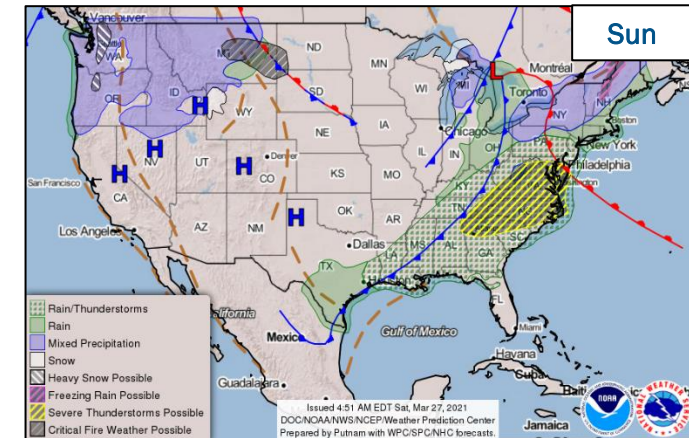 Sun
Vancouver
WA
MT
ND
MN
Montréal
OR
ID
SD
WI
MI
Toronto
NY
NH
Boston
WY
IA
Chicago
PA
New York
H
NE
IL
IN
OH
Philadelphia
H
NV
UT
H
Denver
CO
KS
MO
KY
San Francisco
H
CA
TN
Los Angeles
AZ
NM
H
OK
AR
SC
Dallas
LA
MS
AL
GA
TX
Houston
FL
L
Rain/Thunderstorms
Rain
Mixed Precipitation
Snow
Heavy Snow Possible
Freezing Rain Possible
Severe Thunderstorms Possible
Critical Fire Weather Possible
Mexico
Gulf of Mexico
Miami
Havana
Cuba
Guadalajara
Jamaica
Issued 4:51 AM EDT Sat, Mar 27, 2021
DOC/NOAA/NWS/NCEP/Weather Prediction Center
Prepared by Putnam with WPC/SPC/NHC forecasts.
NOAA
NATIONAL WEATHER SERVICE